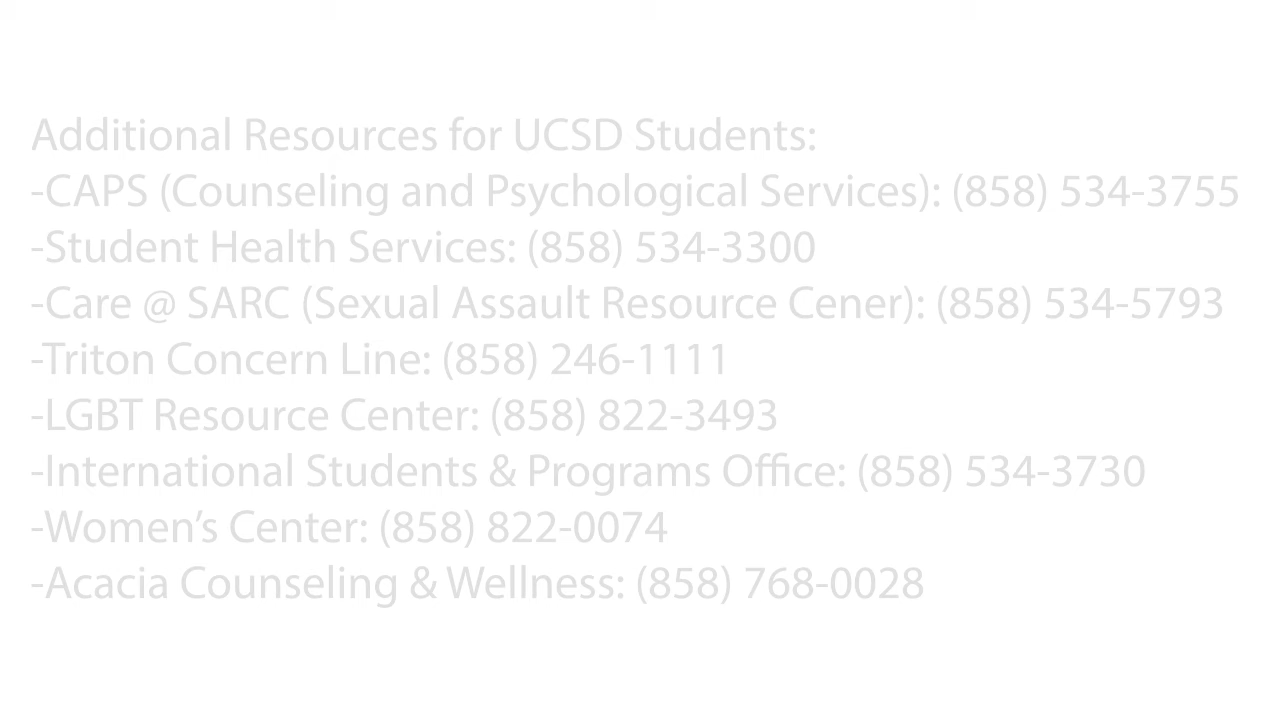 Additional Resources for UCSD Students:
-CAPS (Counseling and Psychological Services): (858) 534-3755
-Student Health Services: (858) 534-3300
-Care @ SARC (Sexual Assault Resource Cener): (858) 534-5793
-Triton Concern Line: (858) 246-1111
-LGBT Resource Center: (858) 822-3493
-International Students & Programs Office: (858) 534-3730
-Women’s Center: (858) 822-0074
-Acacia Counseling & Wellness: (858) 768-0028